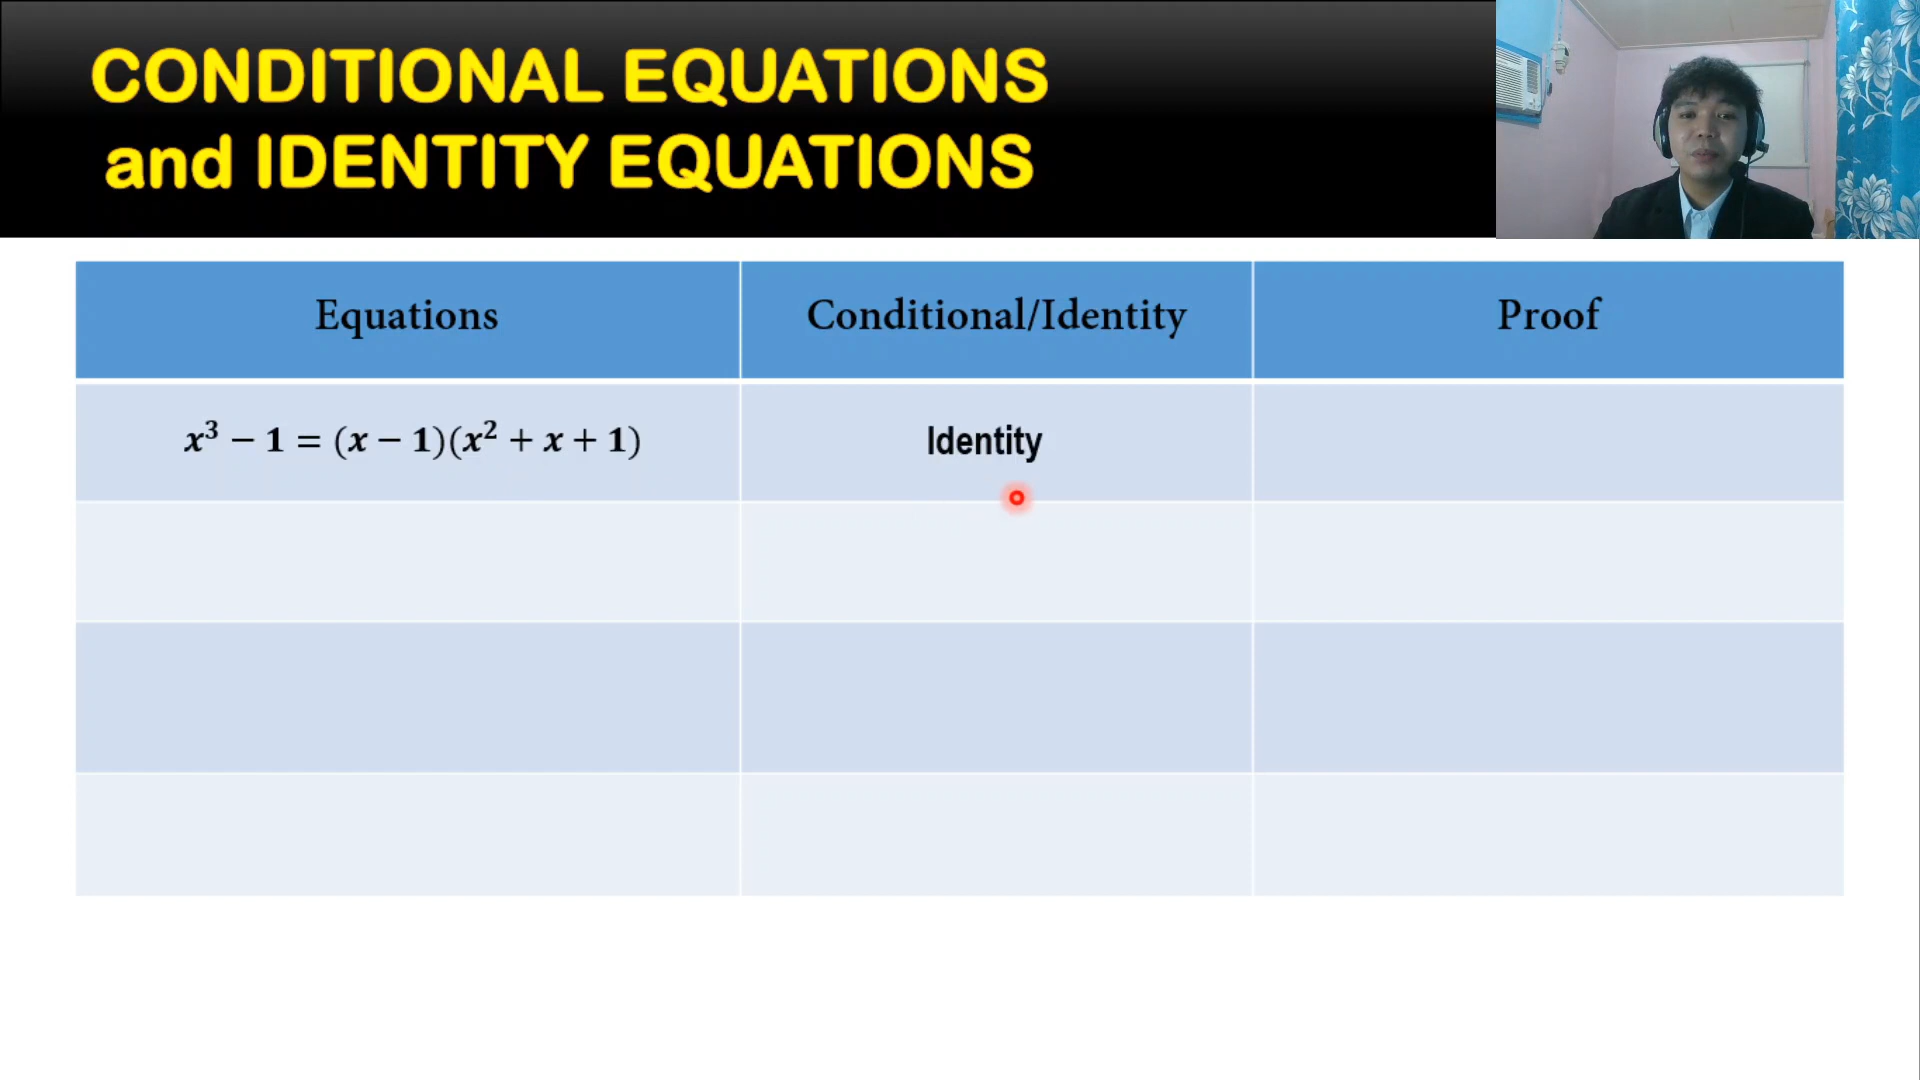 CONDITIONAL EQUATIONS
and IDENTITY EQUATIONS
Equations Conditional/Identity Proof
x³ − 1 = (x − 1)(x² + x + 1) Identity